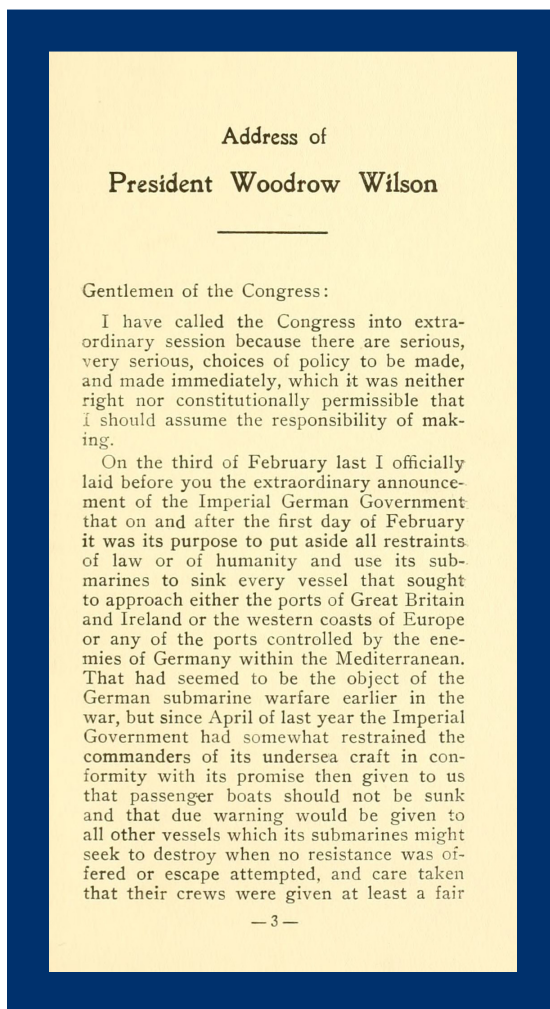 Address of
President Woodrow Wilson
Gentlemen of the Congress:
I have called the Congress into extra-
ordinary session because there are serious,
very serious, choices of policy to be made,
and made immediately, which it was neither
right nor constitutionally permissible that
I should assume the responsibility of mak-
ing.
On the third of February last I officially
laid before you the extraordinary announce-
ment of the Imperial German Government
that on and after the first day of February
it was its purpose to put aside all restraints
of law or of humanity and use its sub-
marines to sink every vessel that sought
to approach either the ports of Great Britain
and Ireland or the western coasts of Europe
or any of the ports controlled by the ene-
mies of Germany within the Mediterranean.
That had seemed to be the object of the
German submarine warfare earlier in the
war, but since April of last year the Imperial
Government had somewhat restrained the
commanders of its undersea craft in con-
formity with its promise then given to us
that passenger boats should not be sunk
and that due warning would be given to
all other vessels which its submarines might
seek to destroy when no resistance was of-
fered or escape attempted, and care taken
that their crews were given at least a fair
—3—